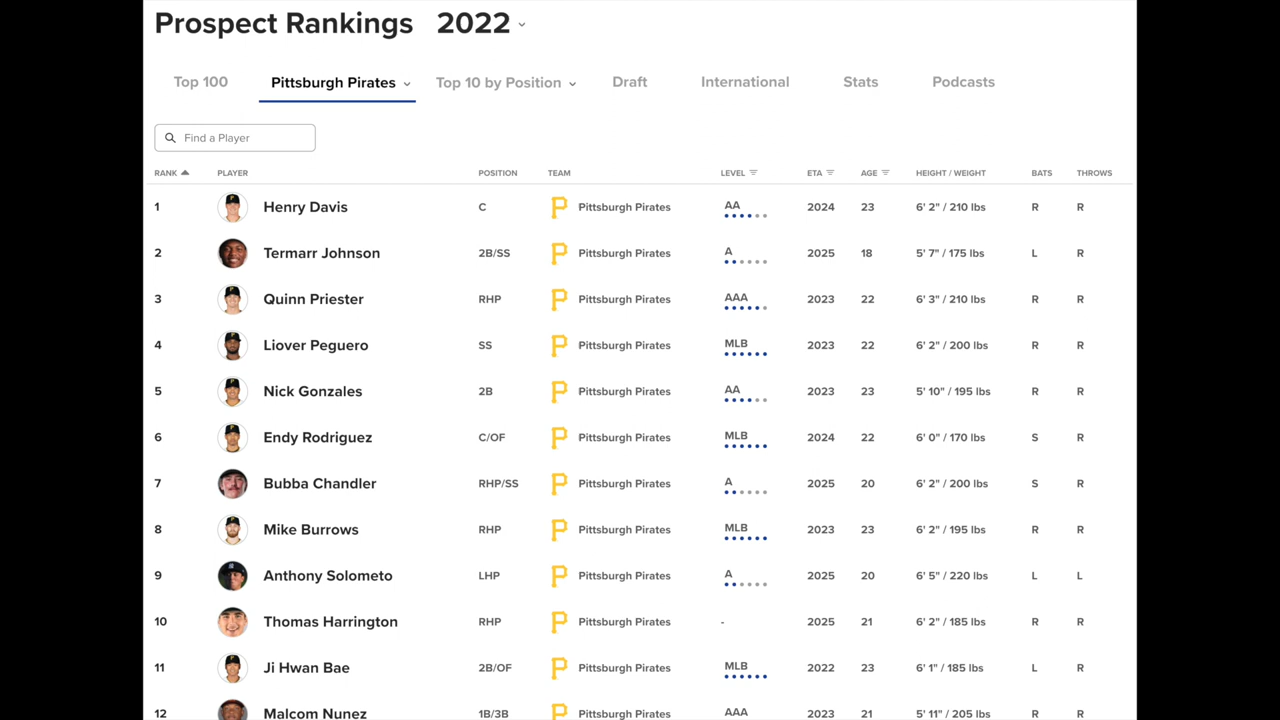 Prospect Rankings 2022
Top 100 Pittsburgh Pirates Top 10 by Position Draft International Stats Podcasts
Find a Player
RANK PLAYER POSITION TEAM LEVEL ETA AGE HEIGHT / WEIGHT BATS THROWS
1 Henry Davis C P Pittsburgh Pirates AA 2024 23 6' 2" / 210 lbs R R
2 Termarr Johnson 2B/SS P Pittsburgh Pirates A 2025 18 5' 7" / 175 lbs L R
3 Quinn Priester RHP P Pittsburgh Pirates AAA 2023 22 6' 3" / 210 lbs R R
4 Liover Peguero SS P Pittsburgh Pirates MLB 2023 22 6' 2" / 200 lbs R R
5 Nick Gonzales 2B P Pittsburgh Pirates AA 2023 23 5' 10" / 195 lbs R R
6 Endy Rodriguez C/OF P Pittsburgh Pirates MLB 2024 22 6' 0" / 170 lbs S R
7 Bubba Chandler RHP/SS P Pittsburgh Pirates A 2025 20 6' 2" / 200 lbs S R
8 Mike Burrows RHP P Pittsburgh Pirates MLB 2023 23 6' 2" / 195 lbs R R
9 Anthony Solometo LHP P Pittsburgh Pirates A 2025 20 6' 5" / 220 lbs L L
10 Thomas Harrington RHP P Pittsburgh Pirates - 2025 21 6' 2" / 185 lbs R R
11 Ji Hwan Bae 2B/OF P Pittsburgh Pirates MLB 2022 23 6' 1" / 185 lbs L R
12 Malcom Nunez 1B/3B P Pittsburgh Pirates AAA 2023 21 5' 11" / 205 lbs R R